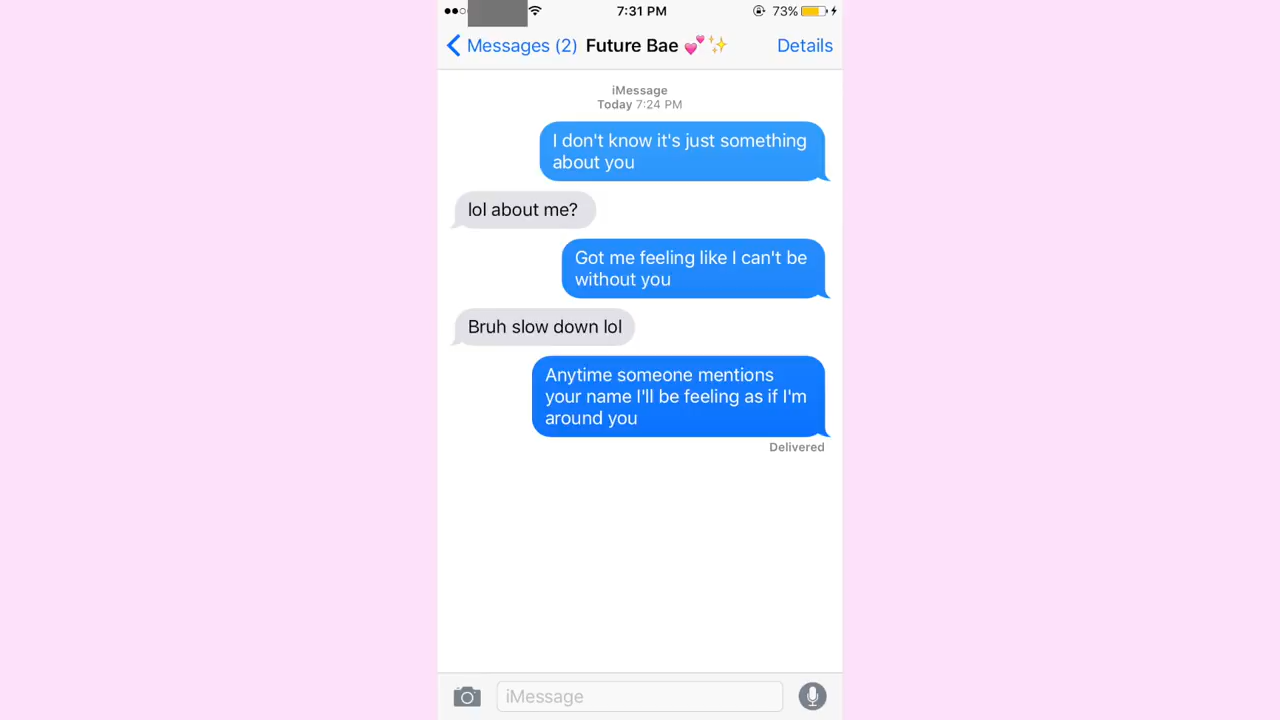 7:31 PM 73%
Messages (2) Future Bae 💕✨ Details
iMessage
Today 7:24 PM
I don't know it's just something
about you
lol about me?
Got me feeling like I can't be
without you
Bruh slow down lol
Anytime someone mentions
your name I'll be feeling as if I'm
around you
Delivered
iMessage